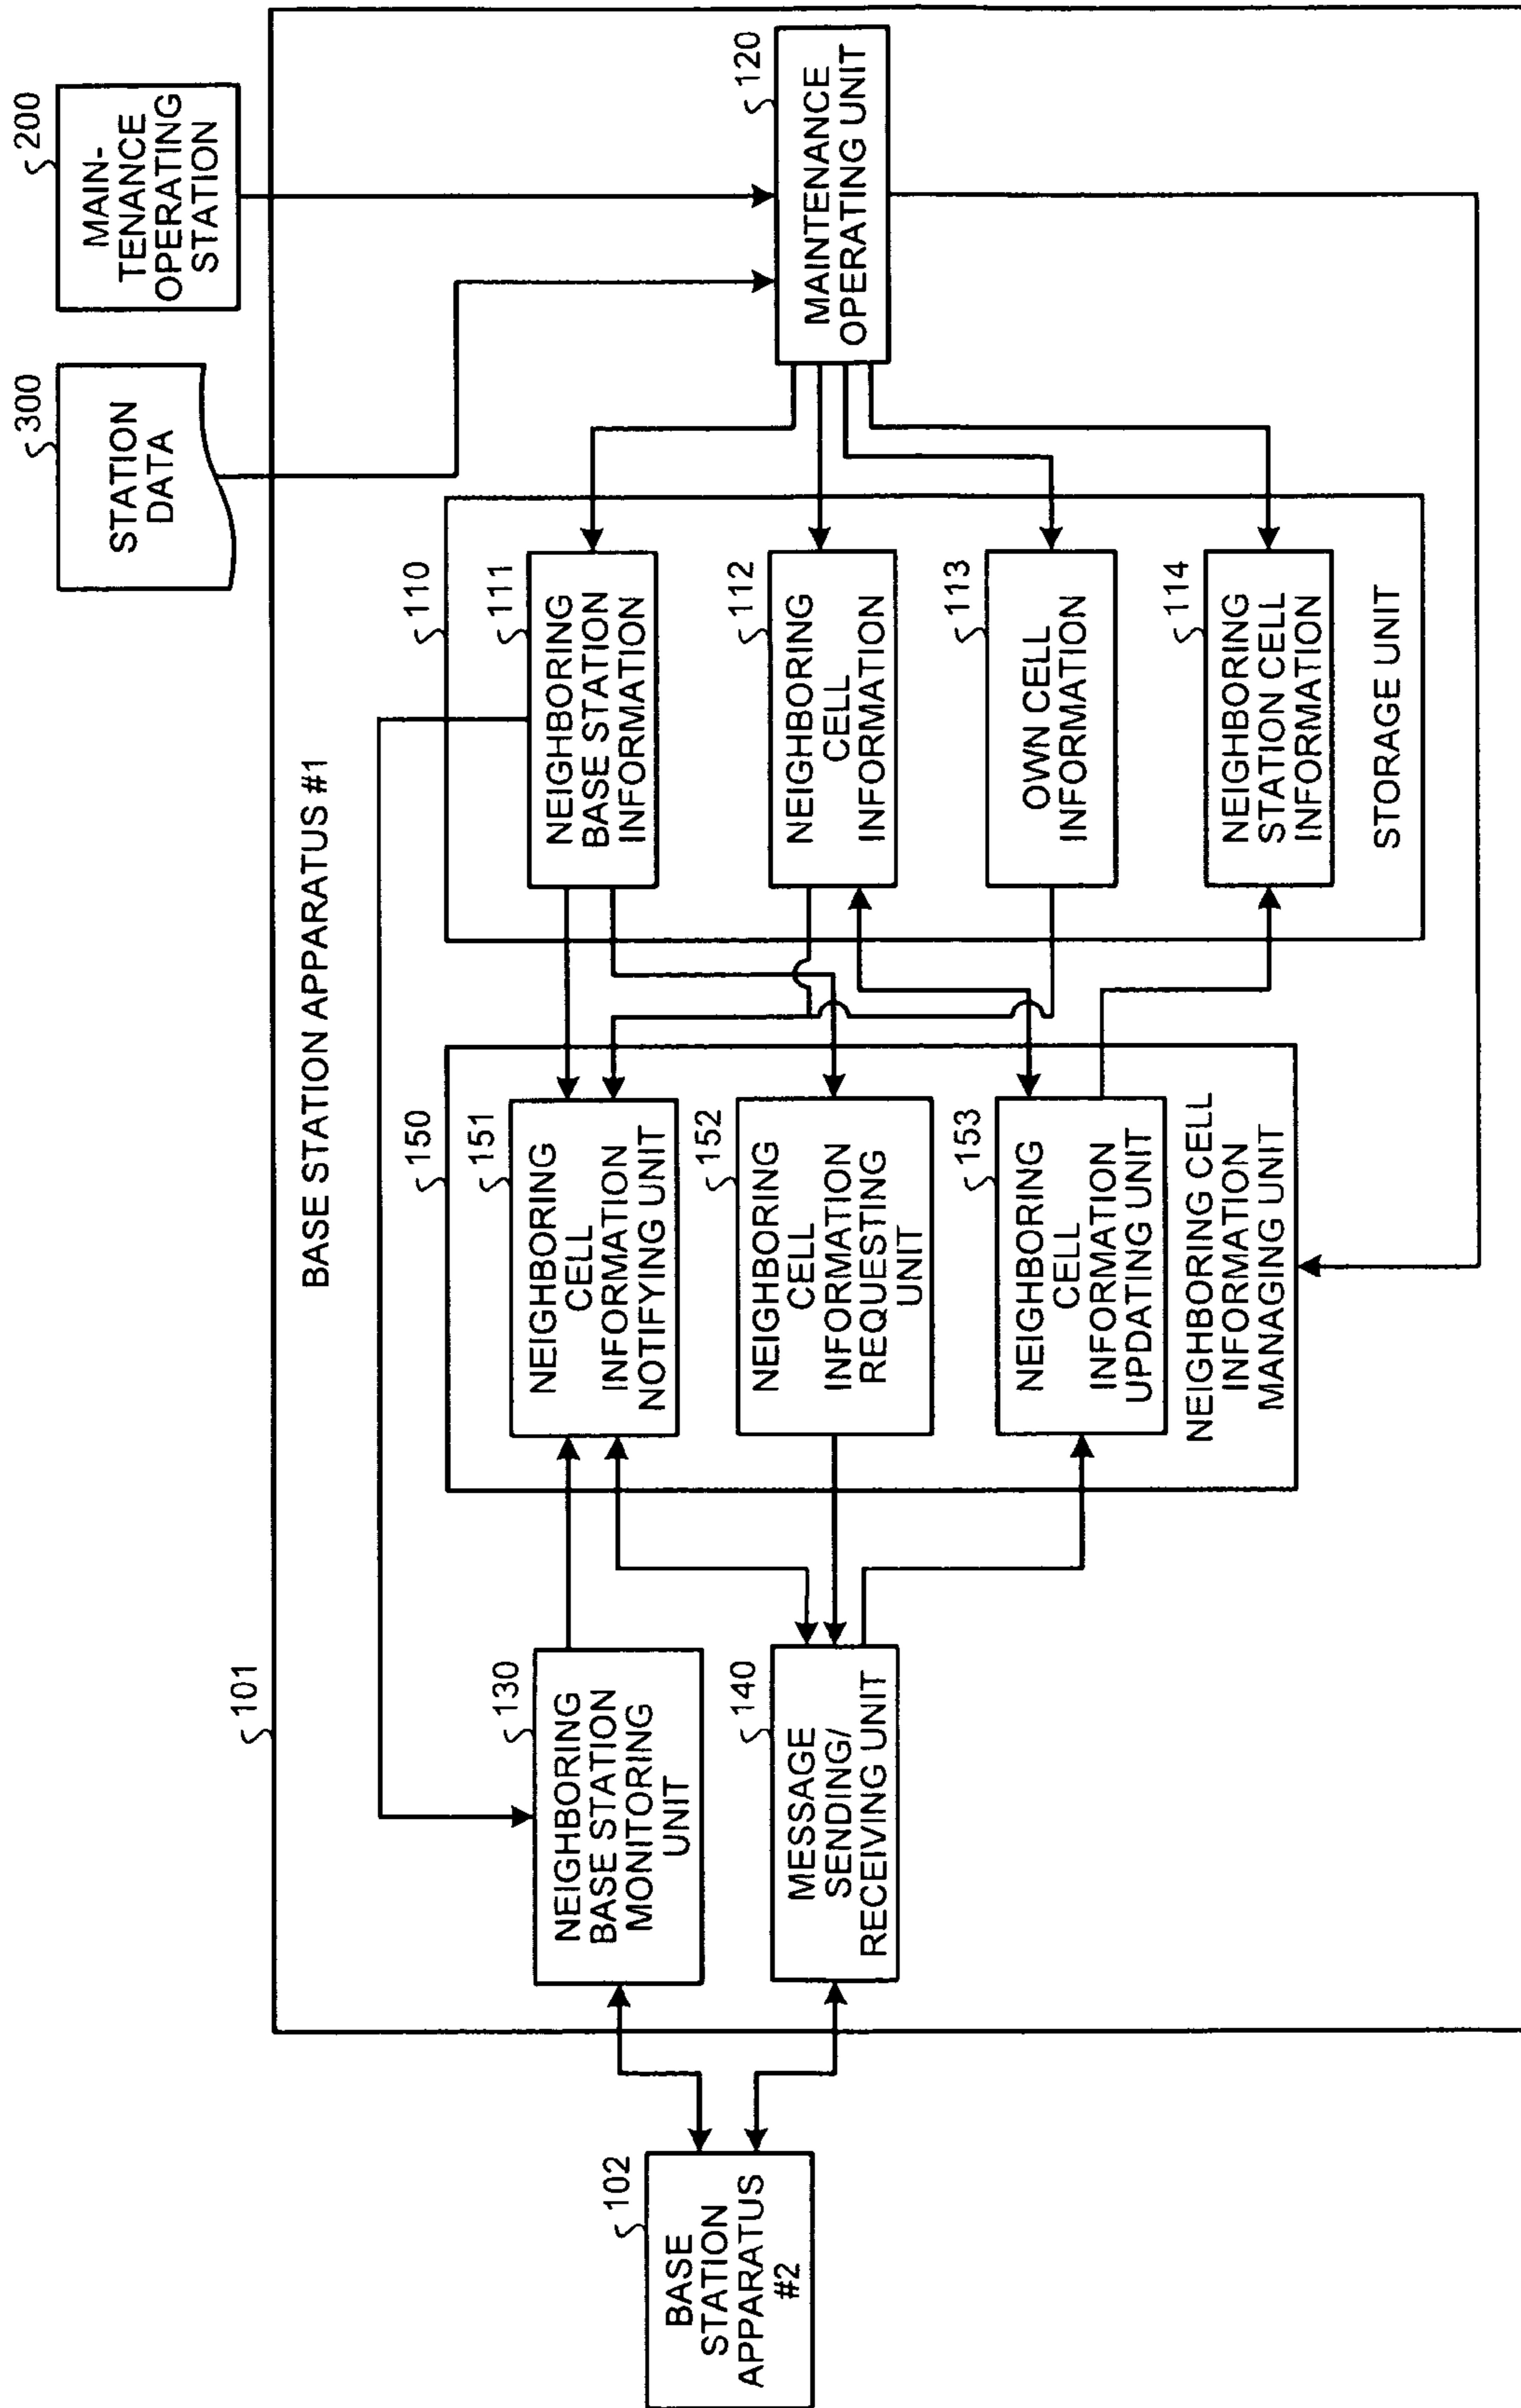 200
MAIN-
TENANCE
OPERATING
STATION
300
STATION
DATA
101
BASE STATION APPARATUS #1
102
BASE
STATION
APPARATUS
#2
130
NEIGHBORING
BASE STATION
MONITORING
UNIT
140
MESSAGE
SENDING/
RECEIVING UNIT
150
151
NEIGHBORING
CELL
INFORMATION
NOTIFYING UNIT
152
NEIGHBORING
CELL
INFORMATION
REQUESTING
UNIT
153
NEIGHBORING
CELL
INFORMATION
UPDATING UNIT
NEIGHBORING CELL
INFORMATION
MANAGING UNIT
110
111
NEIGHBORING
BASE STATION
INFORMATION
112
NEIGHBORING
CELL
INFORMATION
113
OWN CELL
INFORMATION
114
NEIGHBORING
STATION CELL
INFORMATION
STORAGE UNIT
120
MAINTENANCE
OPERATING UNIT